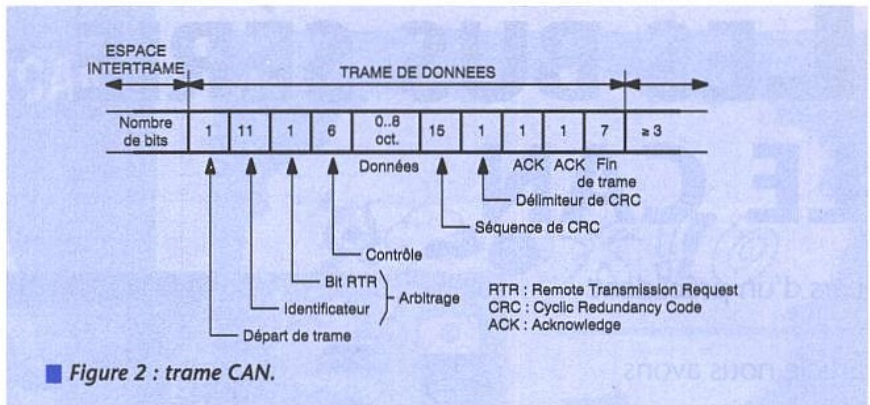 ESPACE
INTERTRAME
TRAME DE DONNEES
Nombre
de bits
1 11 1 6 0..8
oct. 15 1 1 1 7 ≥ 3
Données
ACK ACK Fin
de trame
Délimiteur de CRC
Séquence de CRC
Contrôle
Bit RTR
Arbitrage
Identificateur
Départ de trame
RTR : Remote Transmission Request
CRC : Cyclic Redundancy Code
ACK : Acknowledge
Figure 2 : trame CAN.